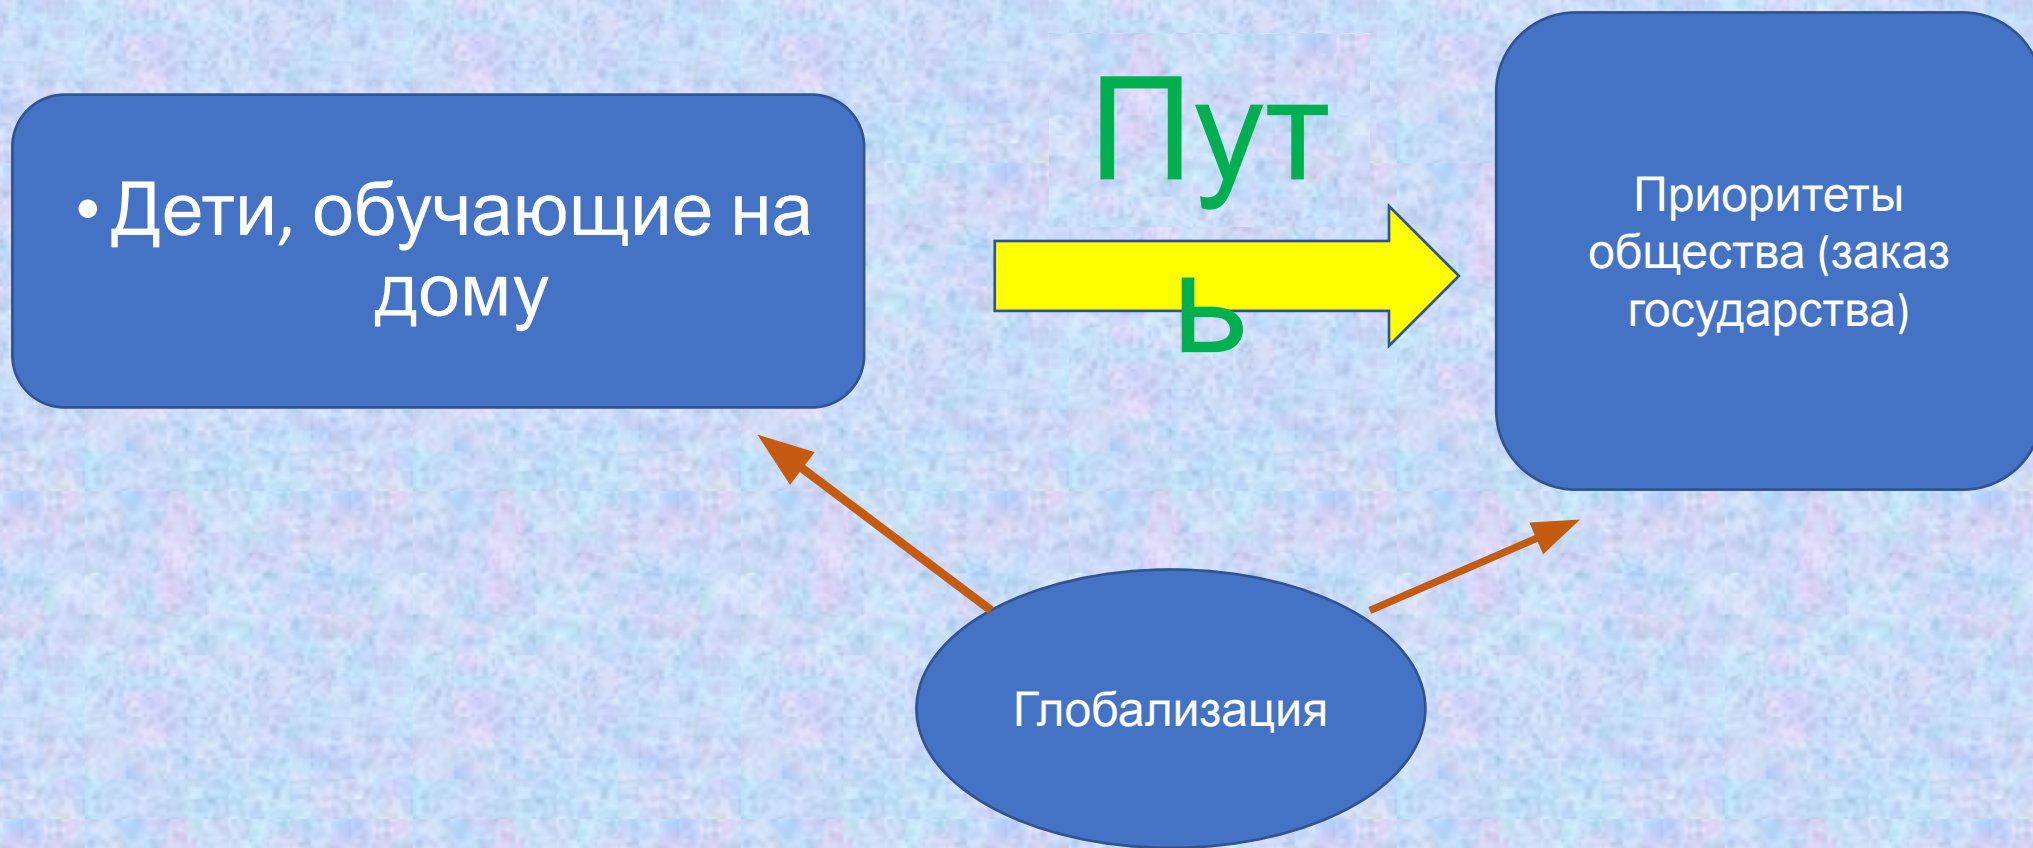 •Дети, обучающие на
дому
Пут
ь
Приоритеты
общества (заказ
государства)
Глобализация